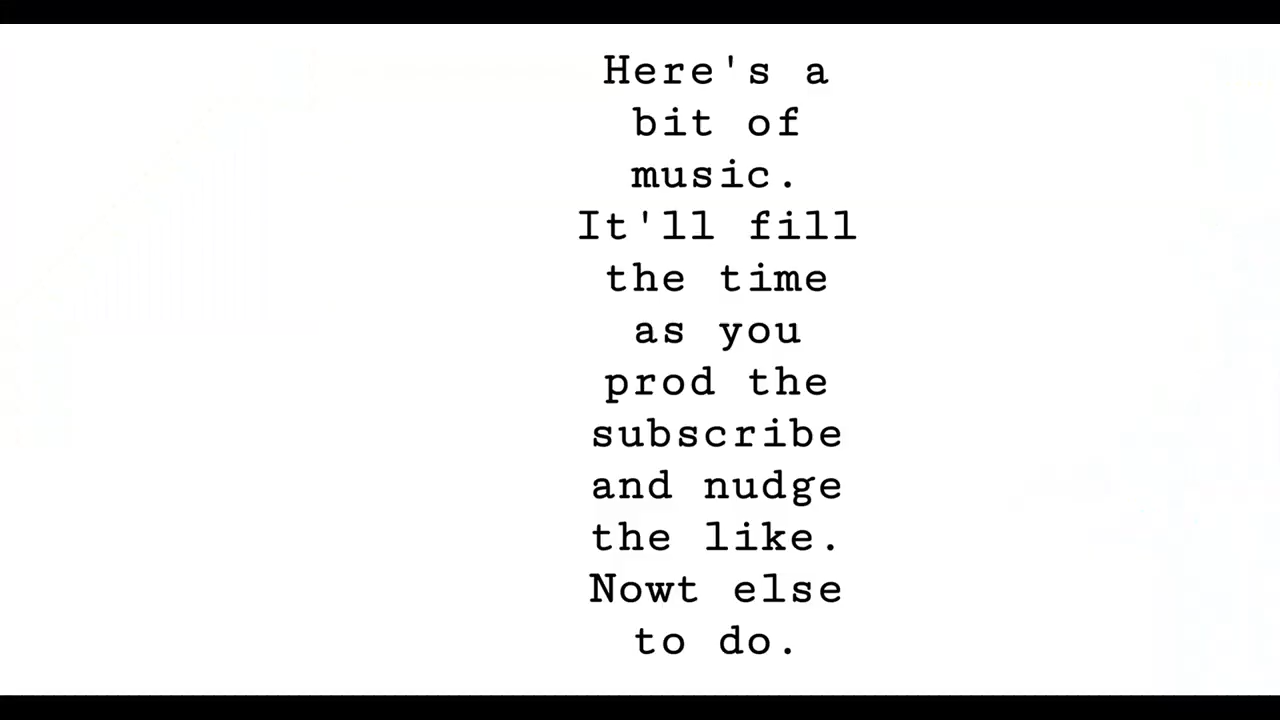 Here's a
bit of
music.
It'll fill
the time
as you
prod the
subscribe
and nudge
the like.
Nowt else
to do.